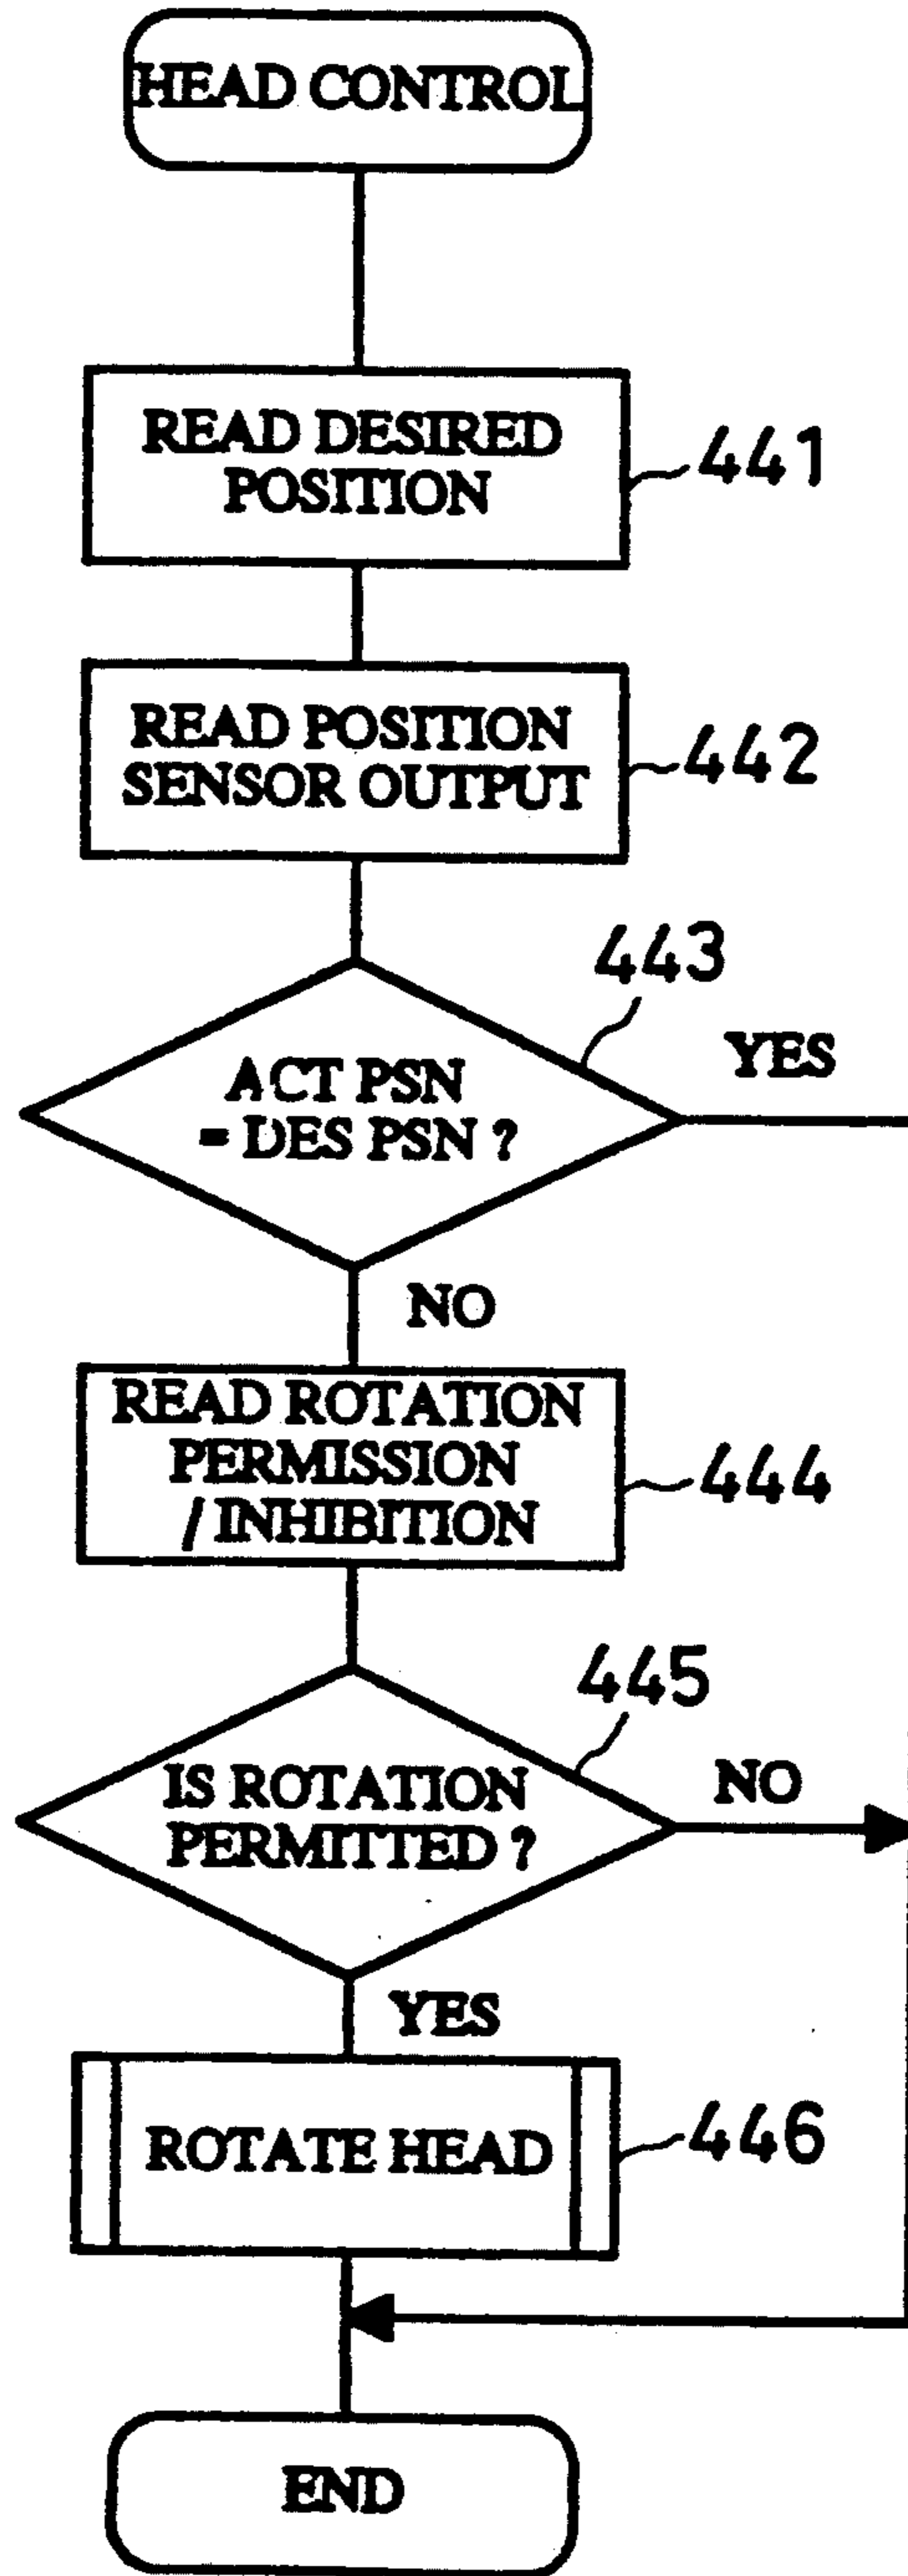 HEAD CONTROL
READ DESIRED
POSITION
441
READ POSITION
SENSOR OUTPUT
442
443
YES
ACT PSN
= DES PSN ?
NO
READ ROTATION
PERMISSION
/ INHIBITION
444
445
NO
IS ROTATION
PERMITTED ?
YES
ROTATE HEAD
446
END